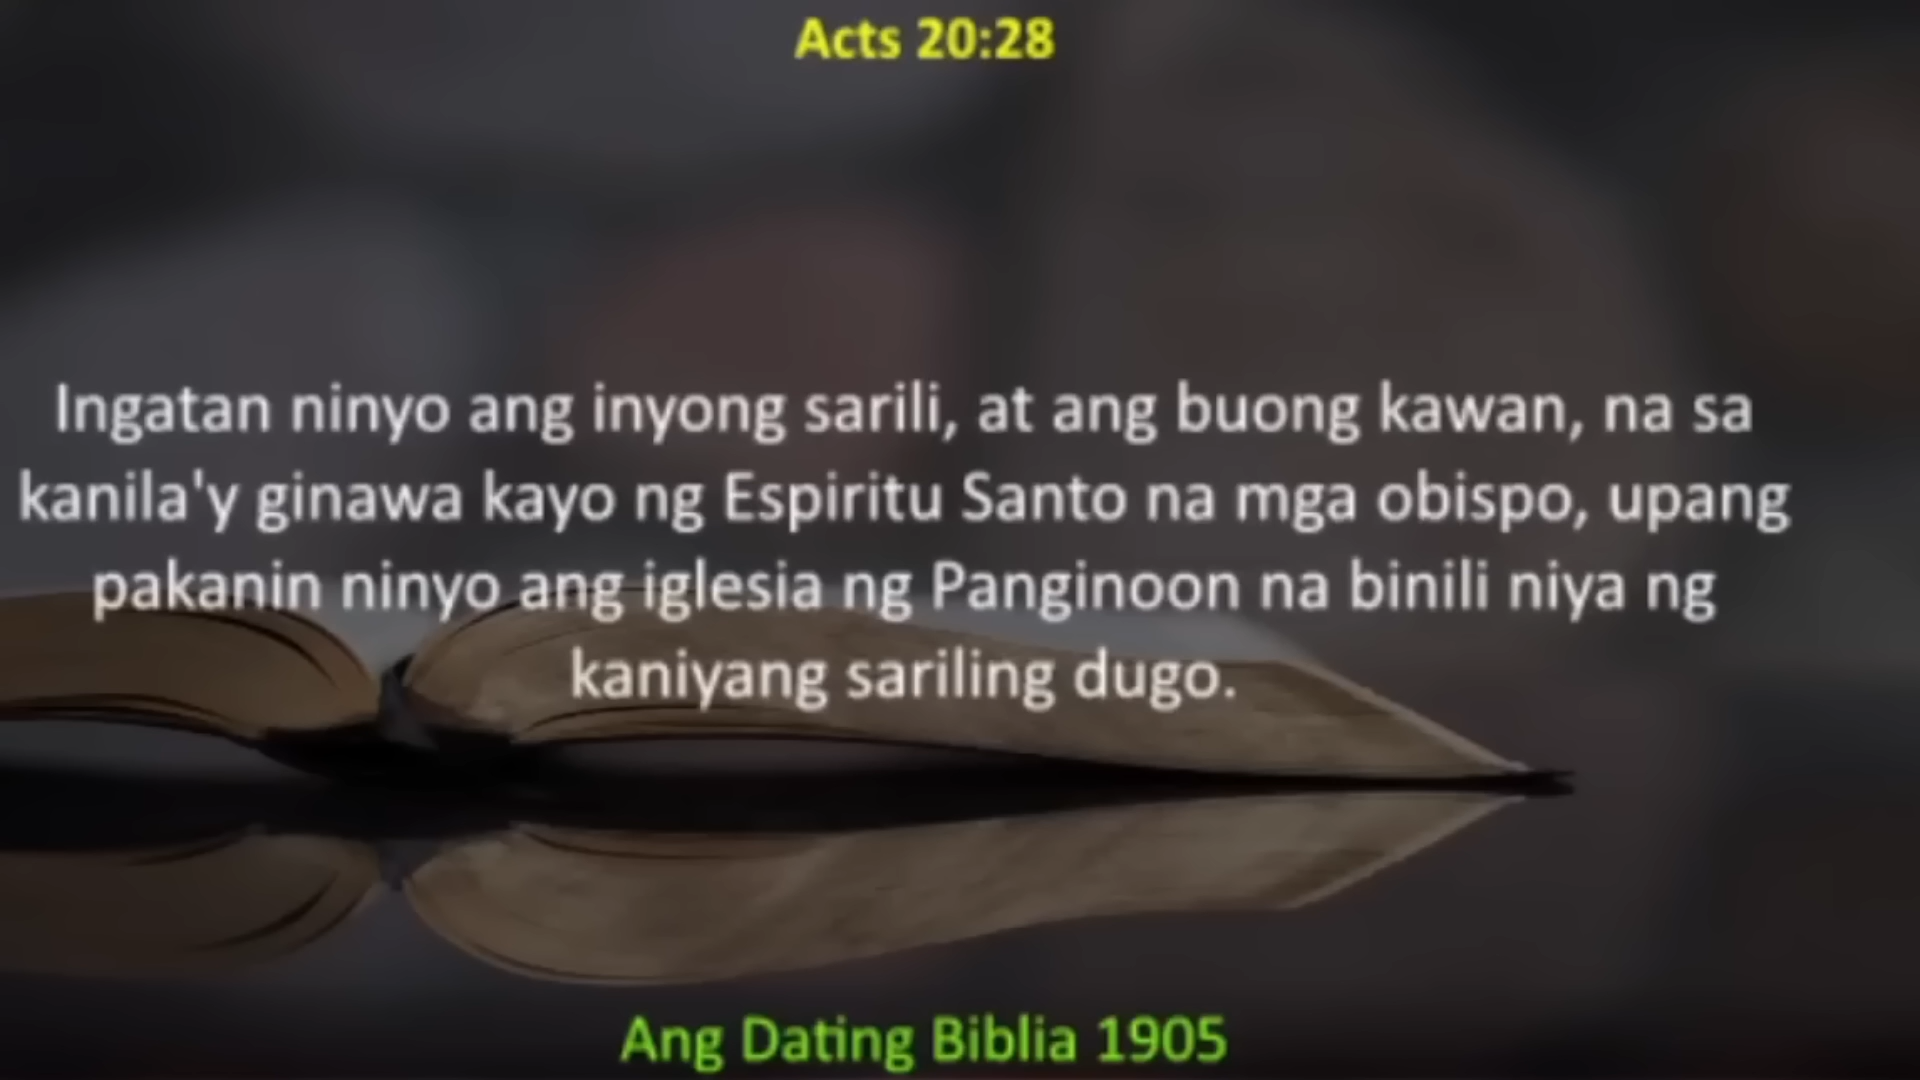 Acts 20:28
Ingatan ninyo ang inyong sarili, at ang buong kawan, na sa
kanila'y ginawa kayo ng Espiritu Santo na mga obispo, upang
pakanin ninyo ang iglesia ng Panginoon na binili niya ng
kaniyang sariling dugo.
Ang Dating Biblia 1905